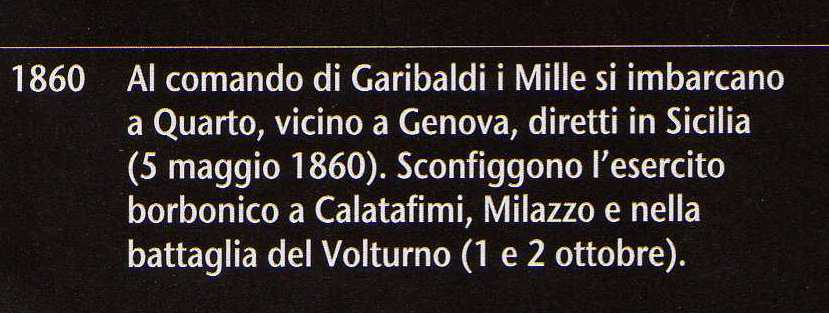 1860 Al comando di Garibaldi i Mille si imbarcano
a Quarto, vicino a Genova, diretti in Sicilia
(5 maggio 1860). Sconfiggono l'esercito
borbonico a Calatafimi, Milazzo e nella
battaglia del Volturno (1 e 2 ottobre).